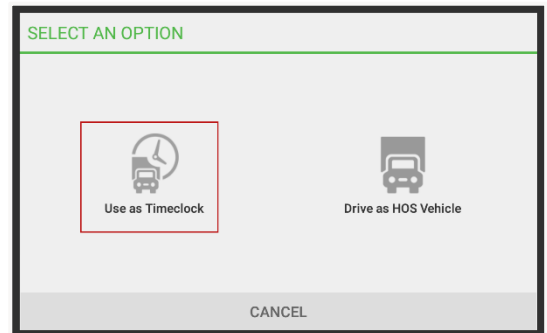 SELECT AN OPTION
Use as Timeclock
Drive as HOS Vehicle
CANCEL